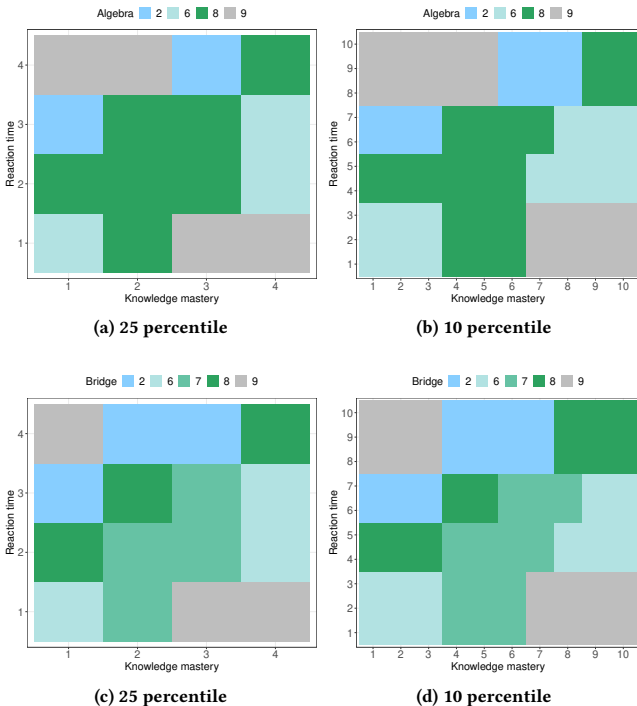 Algebra 2 6 8 9
Reaction time
4
3
2
1
1 2 3 4
Knowledge mastery
(a) 25 percentile
Algebra 2 6 8 9
Reaction time
10
9
8
7
6
5
4
3
2
1
1 2 3 4 5 6 7 8 9 10
Knowledge mastery
(b) 10 percentile
Bridge 2 6 7 8 9
Reaction time
4
3
2
1
1 2 3 4
Knowledge mastery
(c) 25 percentile
Bridge 2 6 7 8 9
Reaction time
10
9
8
7
6
5
4
3
2
1
1 2 3 4 5 6 7 8 9 10
Knowledge mastery
(d) 10 percentile